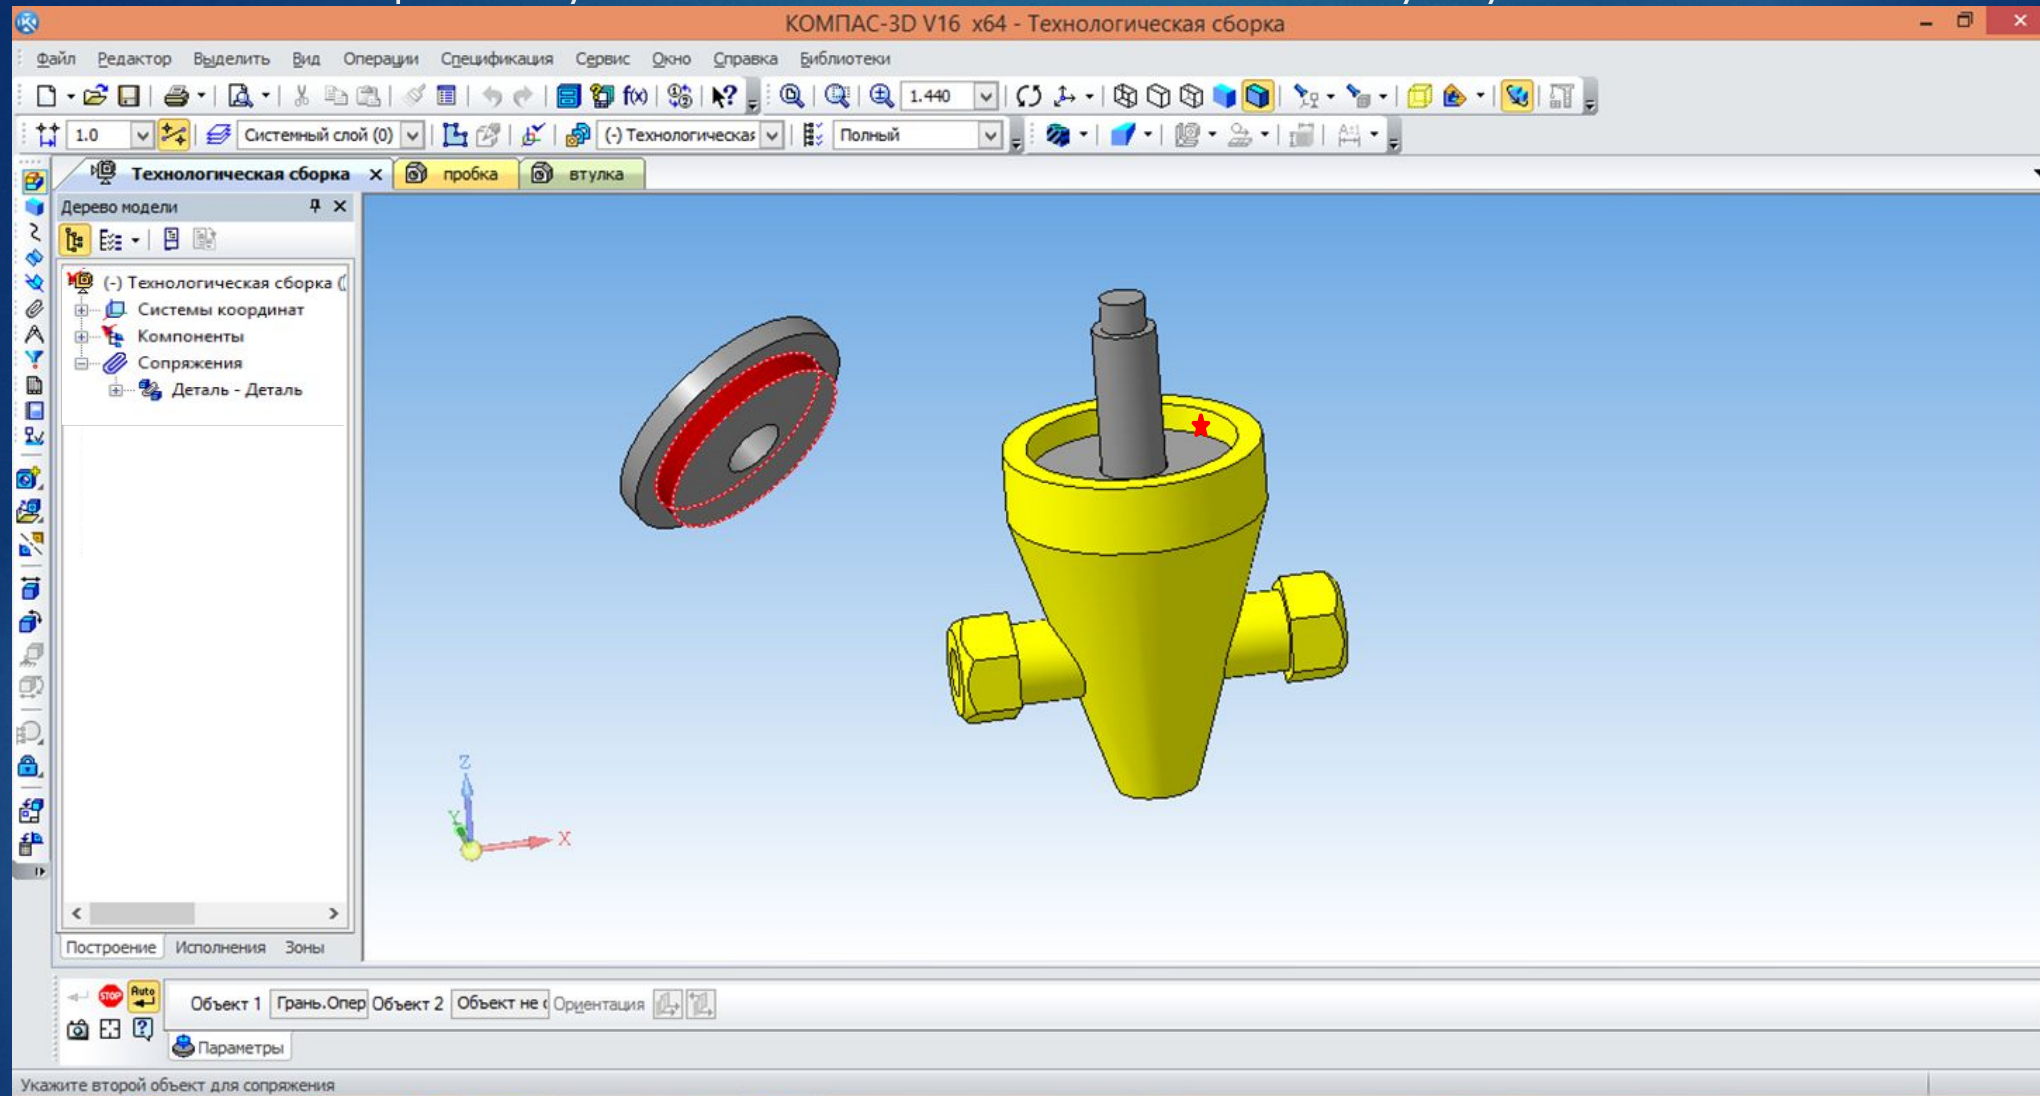 КОМПАС-3D V16 x64 - Технологическая сборка
Файл Редактор Выделить Вид Операции Спецификация Сервис Окно Справка Библиотеки
f(x) 1.440
1.0 Системный слой (0) (-) Технологическая Полный
Технологическая сборка пробка втулка
Дерево модели
(-) Технологическая сборка (
Системы координат
Компоненты
Сопряжения
Деталь - Деталь
Z
Y
X
Построение Исполнения Зоны
STOP Auto
Объект 1 Грань.Опер Объект 2 Объект не Ориентация
Параметры
Укажите второй объект для сопряжения